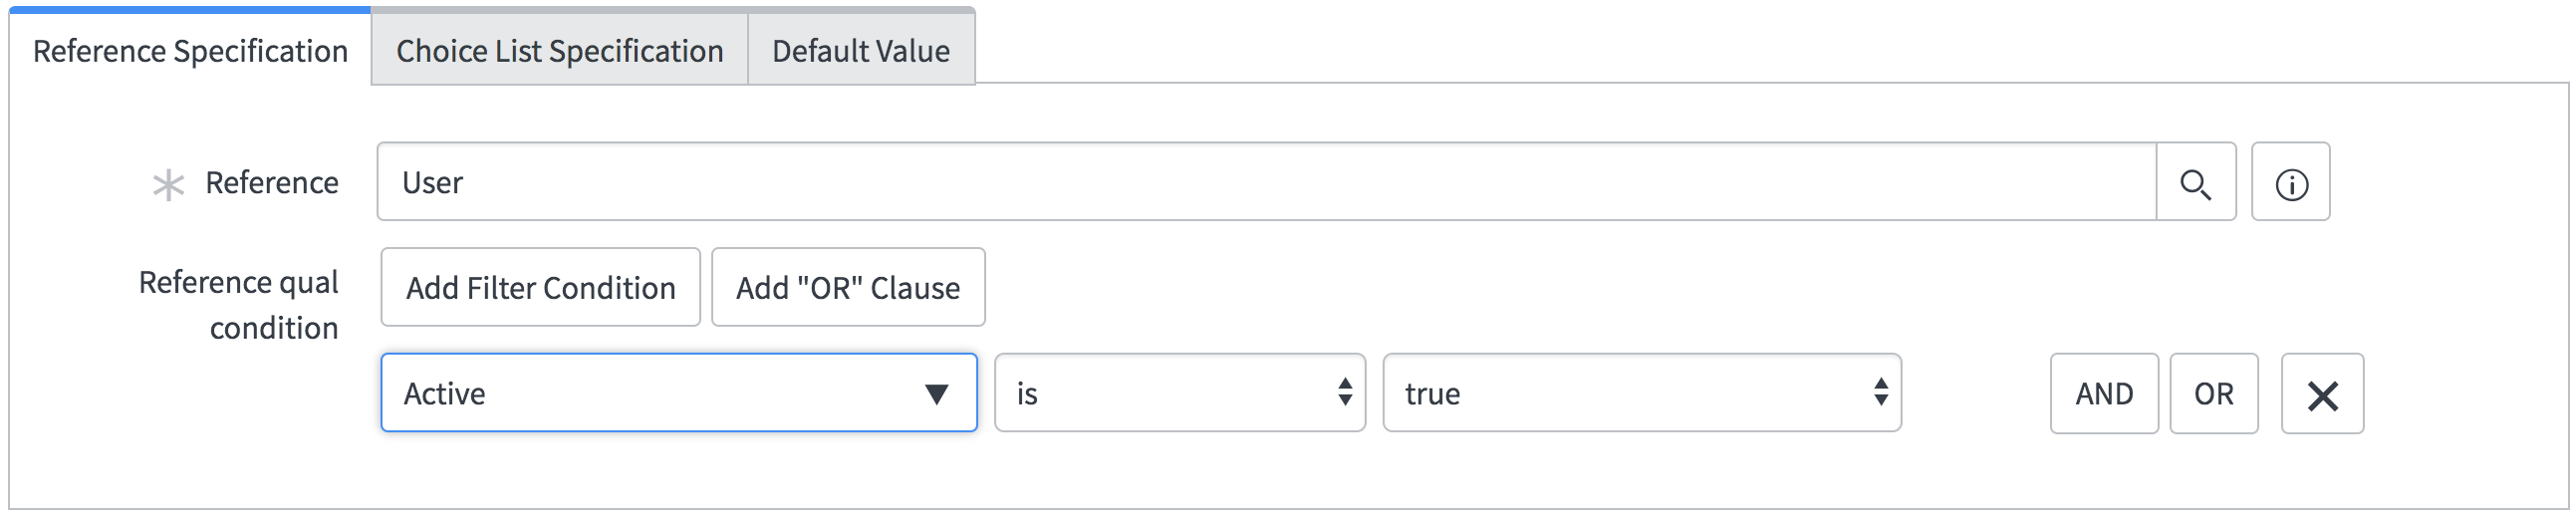 Reference Specification Choice List Specification Default Value
Reference User
Reference qual condition Add Filter Condition Add "OR" Clause
Active is true AND OR